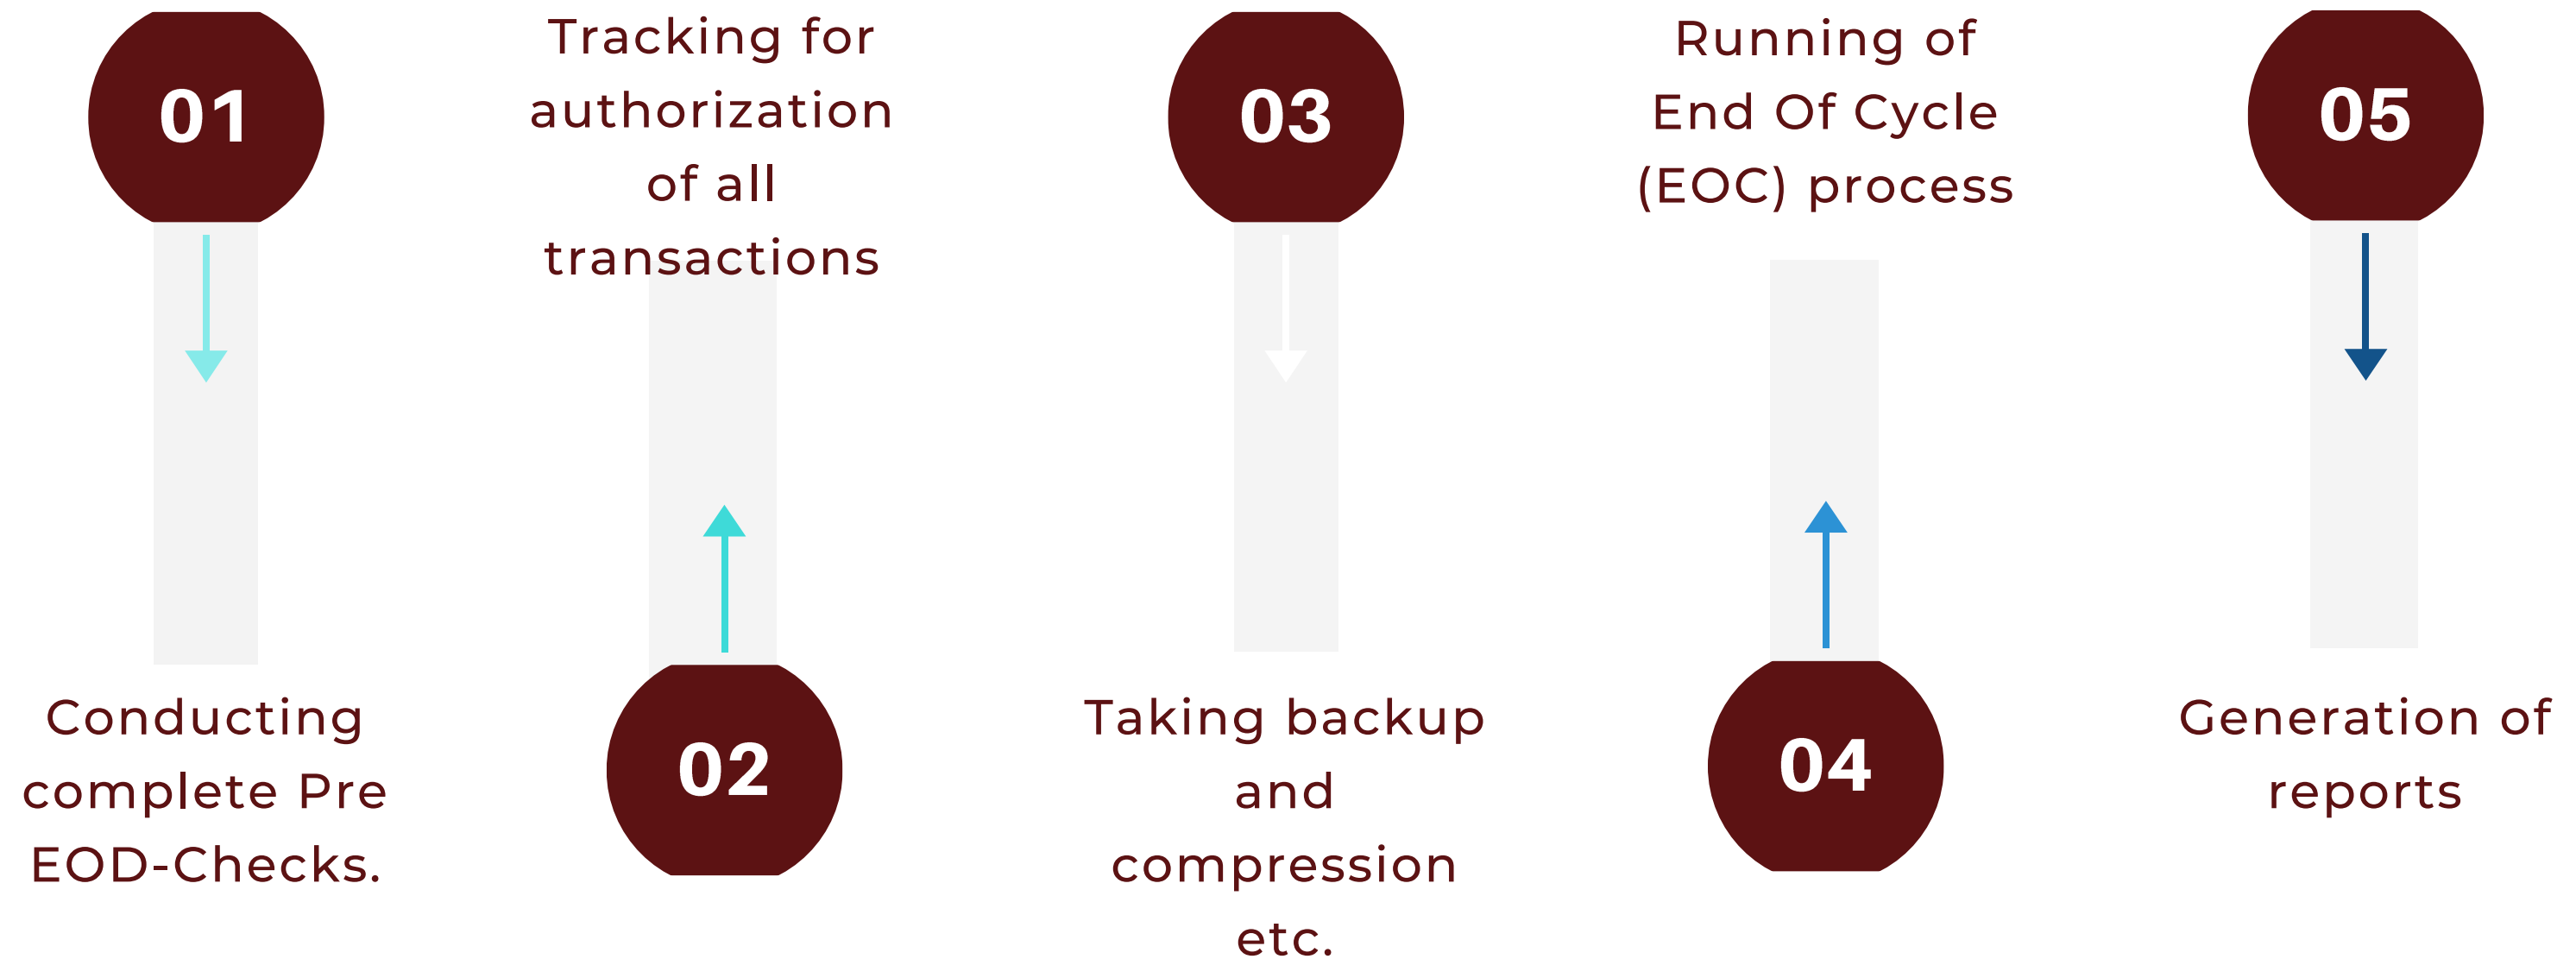 01
Conducting
complete Pre
EOD-Checks.
Tracking for
authorization
of all
transactions
02
03
Taking backup
and
compression
etc.
Running of
End Of Cycle
(EOC) process
04
05
Generation of
reports